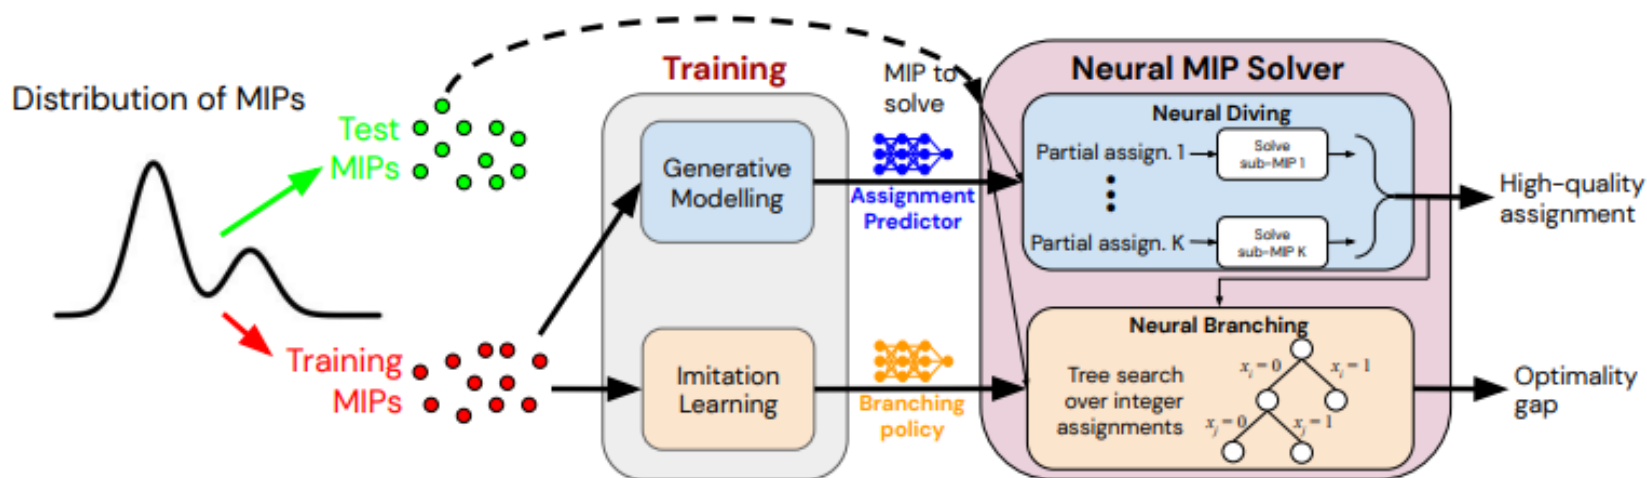 Distribution of MIPs
Test
MIPs
Training
MIPs
Training
Generative
Modelling
Imitation
Learning
MIP to
solve
Assignment
Predictor
Branching
policy
Neural MIP Solver
Neural Diving
Partial assign. 1
Solve
sub-MIP 1
Partial assign. K
Solve
sub-MIP K
Neural Branching
Tree search
over integer
assignments
x_i = 0
x_i = 1
x_j = 0
x_j = 1
High-quality
assignment
Optimality
gap